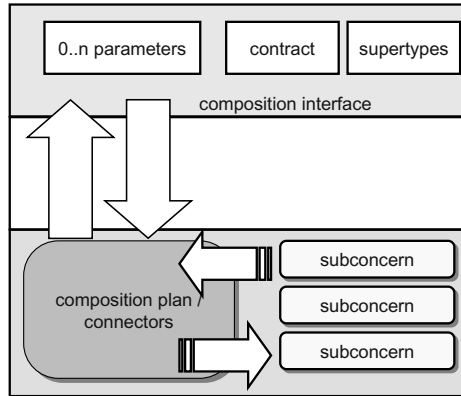 0..n parameters
contract
supertypes
composition interface
subconcern
composition plan /
connectors
subconcern
subconcern